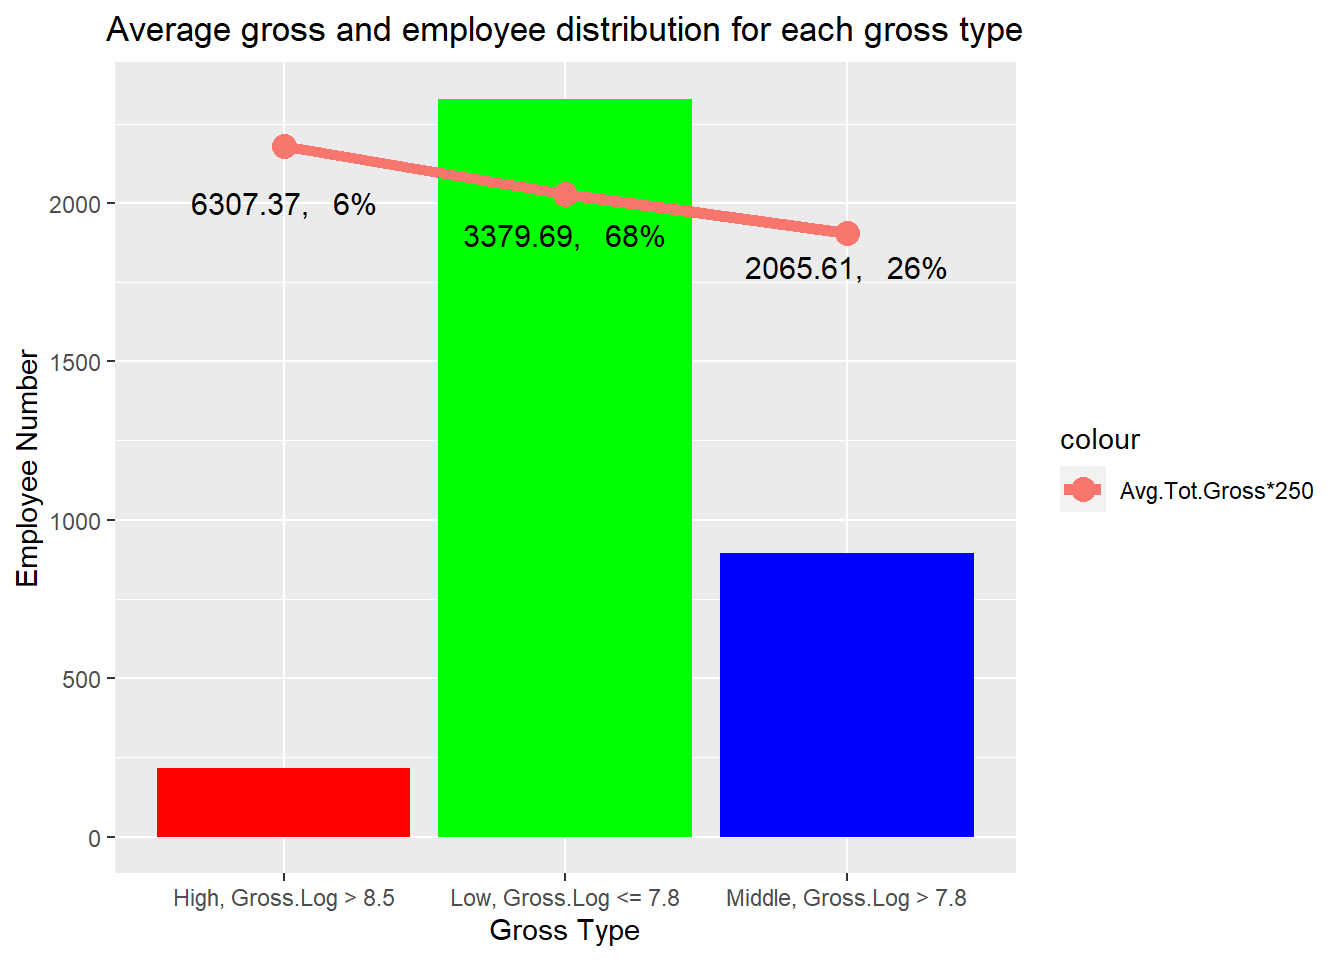 Average gross and employee distribution for each gross type
Employee Number
2000
1500
1000
500
0
6307.37,   6%
3379.69,   68%
2065.61,   26%
High, Gross.Log > 8.5
Low, Gross.Log <= 7.8
Middle, Gross.Log > 7.8
Gross Type
colour
Avg.Tot.Gross*250